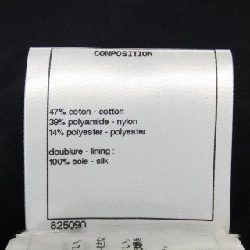 COMPOSITION
47% coton - cotton
39% polyamide - nylon
14% polyester - polyester
doublure - lining :
100% soie - silk
825090